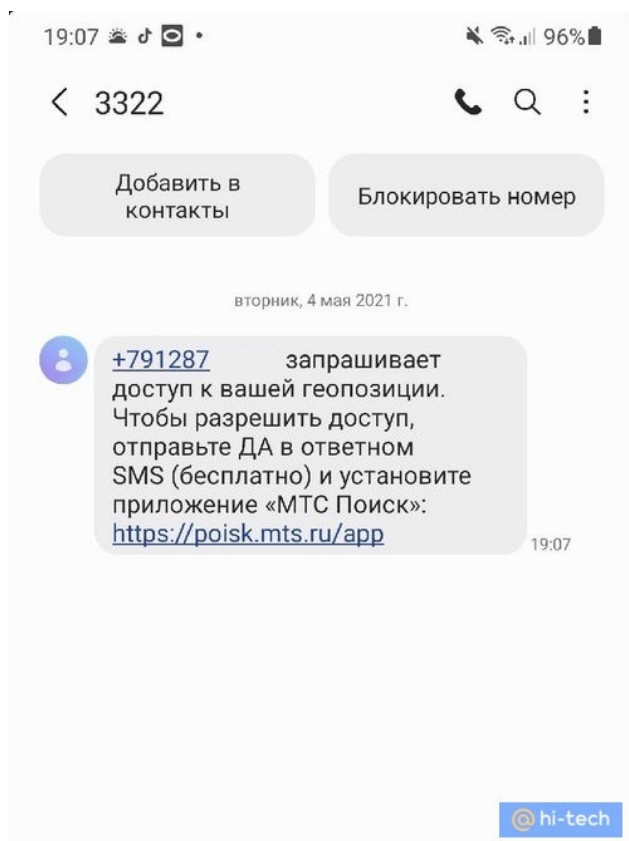 19:07 96%
3322
Добавить в
контакты
Блокировать номер
вторник, 4 мая 2021 г.
+791287 запрашивает
доступ к вашей геопозиции.
Чтобы разрешить доступ,
отправьте ДА в ответном
SMS (бесплатно) и установите
приложение «МТС Поиск»:
https://poisk.mts.ru/app
19:07
@hi-tech